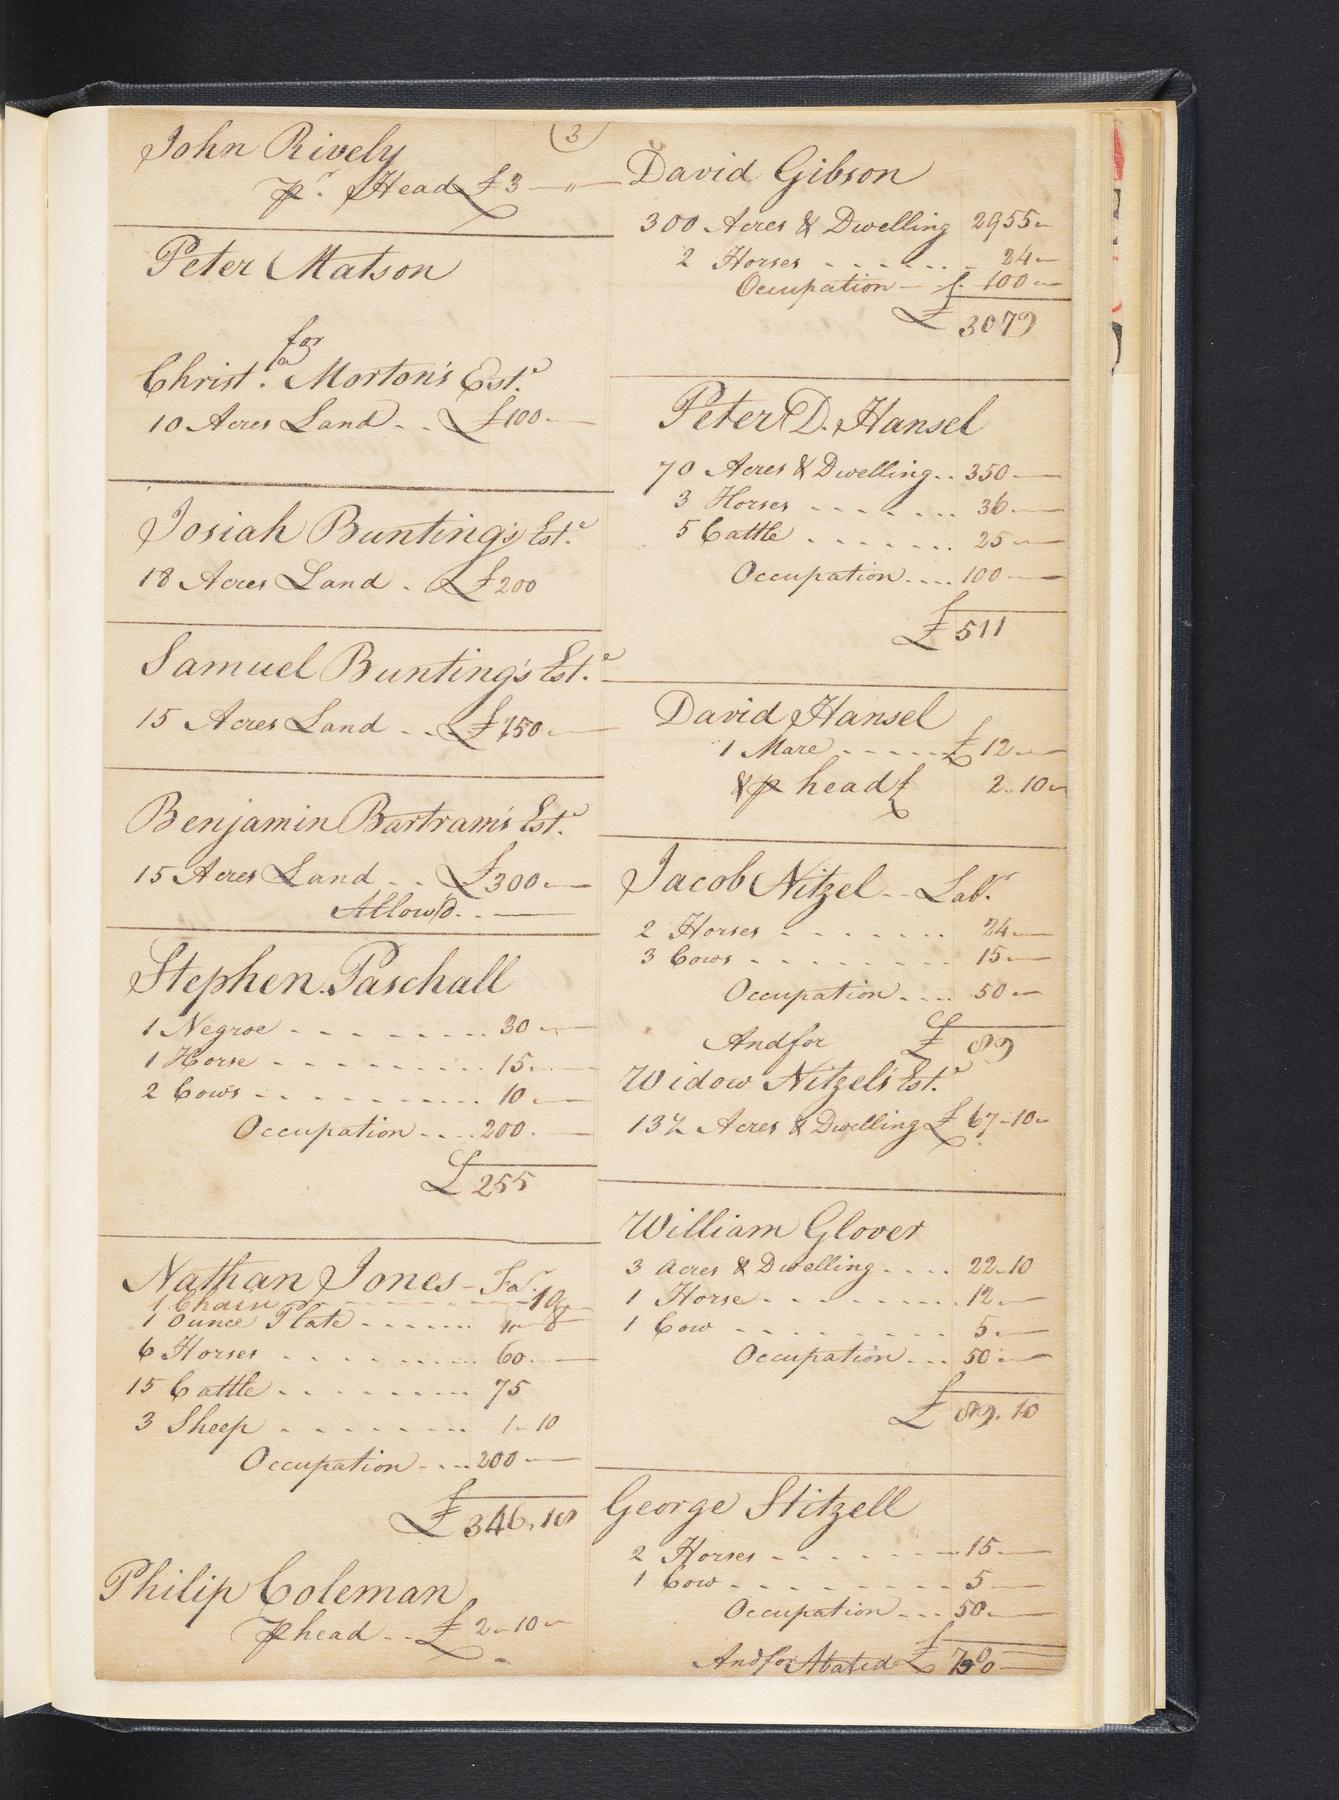 (3)
John Rively
pr. Head £3 —〃—
Peter Matson
for
Christ.ʳ Morton's Est.ᵉ
10 Acres Land . . £100 —
Josiah Bunting's Est.ᵉ
18 Acres Land . £200
Samuel Bunting's Est.ᵉ
15 Acres Land . . £150 —
Benjamin Bartram's Est.ᵉ
15 Acres Land . . £300 —
Allow'd . . —
Stephen Paschall
1 Negroe . . . . . . . 30 —
1 Horse . . . . . . . 15 —
2 Cows . . . . . . . 10 —
Occupation . . . . 200 . —
£ 255
Nathan Jones - Fa.ʳ
1 Chain
1 Ounce Plate . . . . . 8
6 Horses . . . . . . 60 —
15 Cattle . . . . . . 75
3 Sheep . . . . . . 1 . 10
Occupation . . . . 200 —
£ 346. 18
Philip Coleman
p head . . £ 2 . 10 —
David Gibson
300 Acres & Dwelling 2955 —
2 Horses . . . . . . 24 —
Occupation — £ 100 —
£ 3079
Peter D. Hansel
70 Acres & Dwelling . . 350 —
3 Horses . . . . . . 36 —
5 Cattle . . . . . . 25 —
Occupation . . . . 100 —
£ 511
David Hansel
1 Mare . . . . . £ 12 —
& p head £ 2 . 10 —
Jacob Nitzel . . Lab.ʳ
2 Horses . . . . . . 24 —
3 Cows . . . . . . 15 —
Occupation . . . . 50 —
£ 89
And for
Widow Nitzel's Est.ᵉ
13½ Acres & Dwelling £ 67 - 10 —
William Glover
3 Acres & Dwelling . . . . 22 . 10
1 Horse . . . . . . 12 —
1 Cow . . . . . . 5 —
Occupation . . . 50 —
£ 89 . 10
George Stitzell
2 Horses . . . . . . 15 —
1 Cow . . . . . . 5 —
Occupation . . . 50 —
And for Abated £ 70